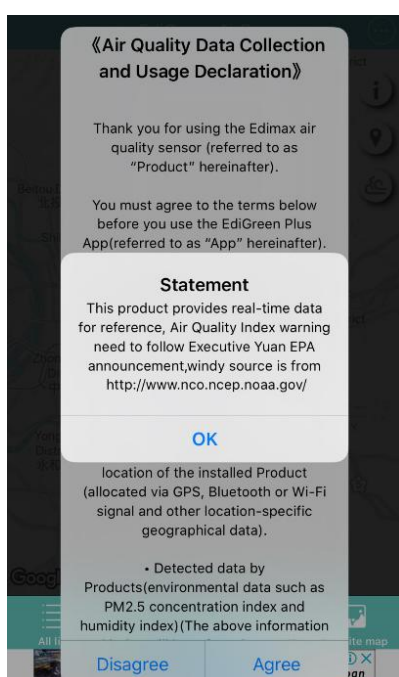 《Air Quality Data Collection
and Usage Declaration》
Thank you for using the Edimax air
quality sensor (referred to as
“Product” hereinafter).
You must agree to the terms below
before you use the EdiGreen Plus
App(referred to as “App” hereinafter).
Statement
This product provides real-time data
for reference, Air Quality Index warning
need to follow Executive Yuan EPA
announcement,windy source is from
http://www.nco.ncep.noaa.gov/
OK
location of the installed Product
(allocated via GPS, Bluetooth or Wi-Fi
signal and other location-specific
geographical data).
• Detected data by
Products(environmental data such as
PM2.5 concentration index and
humidity index)(The above information
Disagree
Agree